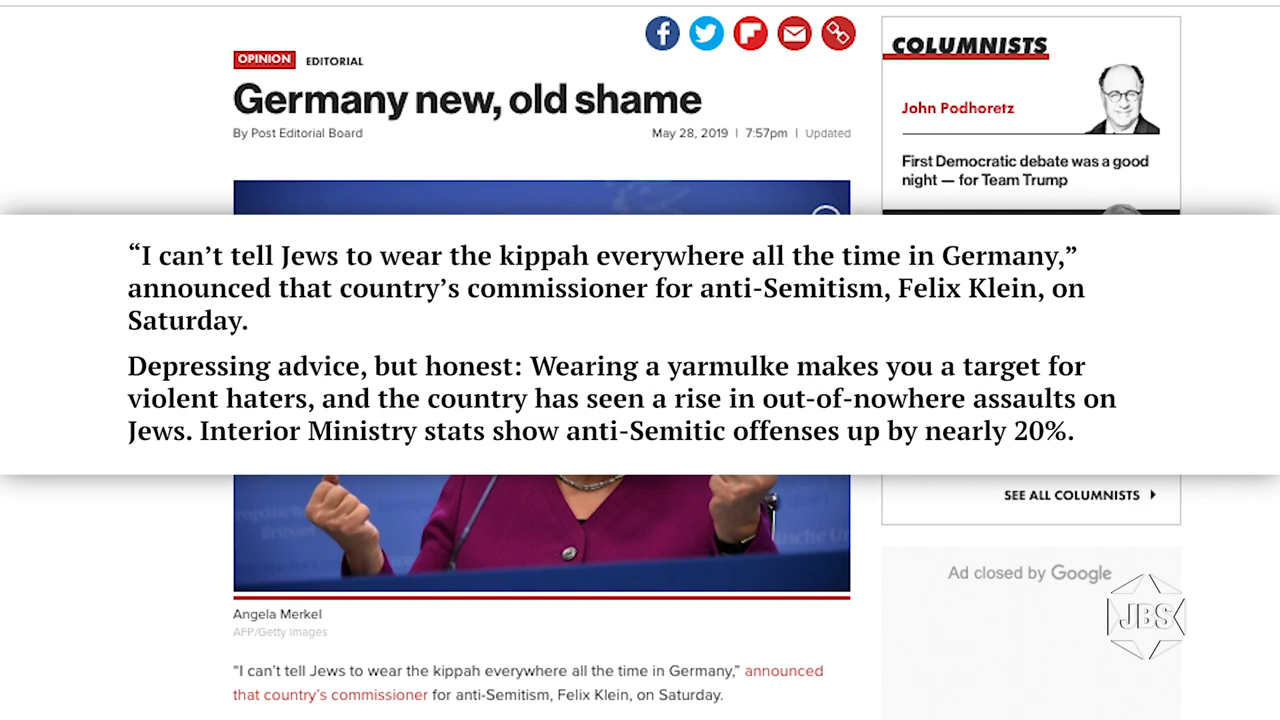 OPINION EDITORIAL
Germany new, old shame
By Post Editorial Board
May 28, 2019 | 7:57pm | Updated
COLUMNISTS
John Podhoretz
First Democratic debate was a good
night — for Team Trump
“I can’t tell Jews to wear the kippah everywhere all the time in Germany,”
announced that country’s commissioner for anti-Semitism, Felix Klein, on
Saturday.
Depressing advice, but honest: Wearing a yarmulke makes you a target for
violent haters, and the country has seen a rise in out-of-nowhere assaults on
Jews. Interior Ministry stats show anti-Semitic offenses up by nearly 20%.
SEE ALL COLUMNISTS
Ad closed by Google
JBS
Angela Merkel
AFP/Getty Images
“I can’t tell Jews to wear the kippah everywhere all the time in Germany,” announced
that country’s commissioner for anti-Semitism, Felix Klein, on Saturday.